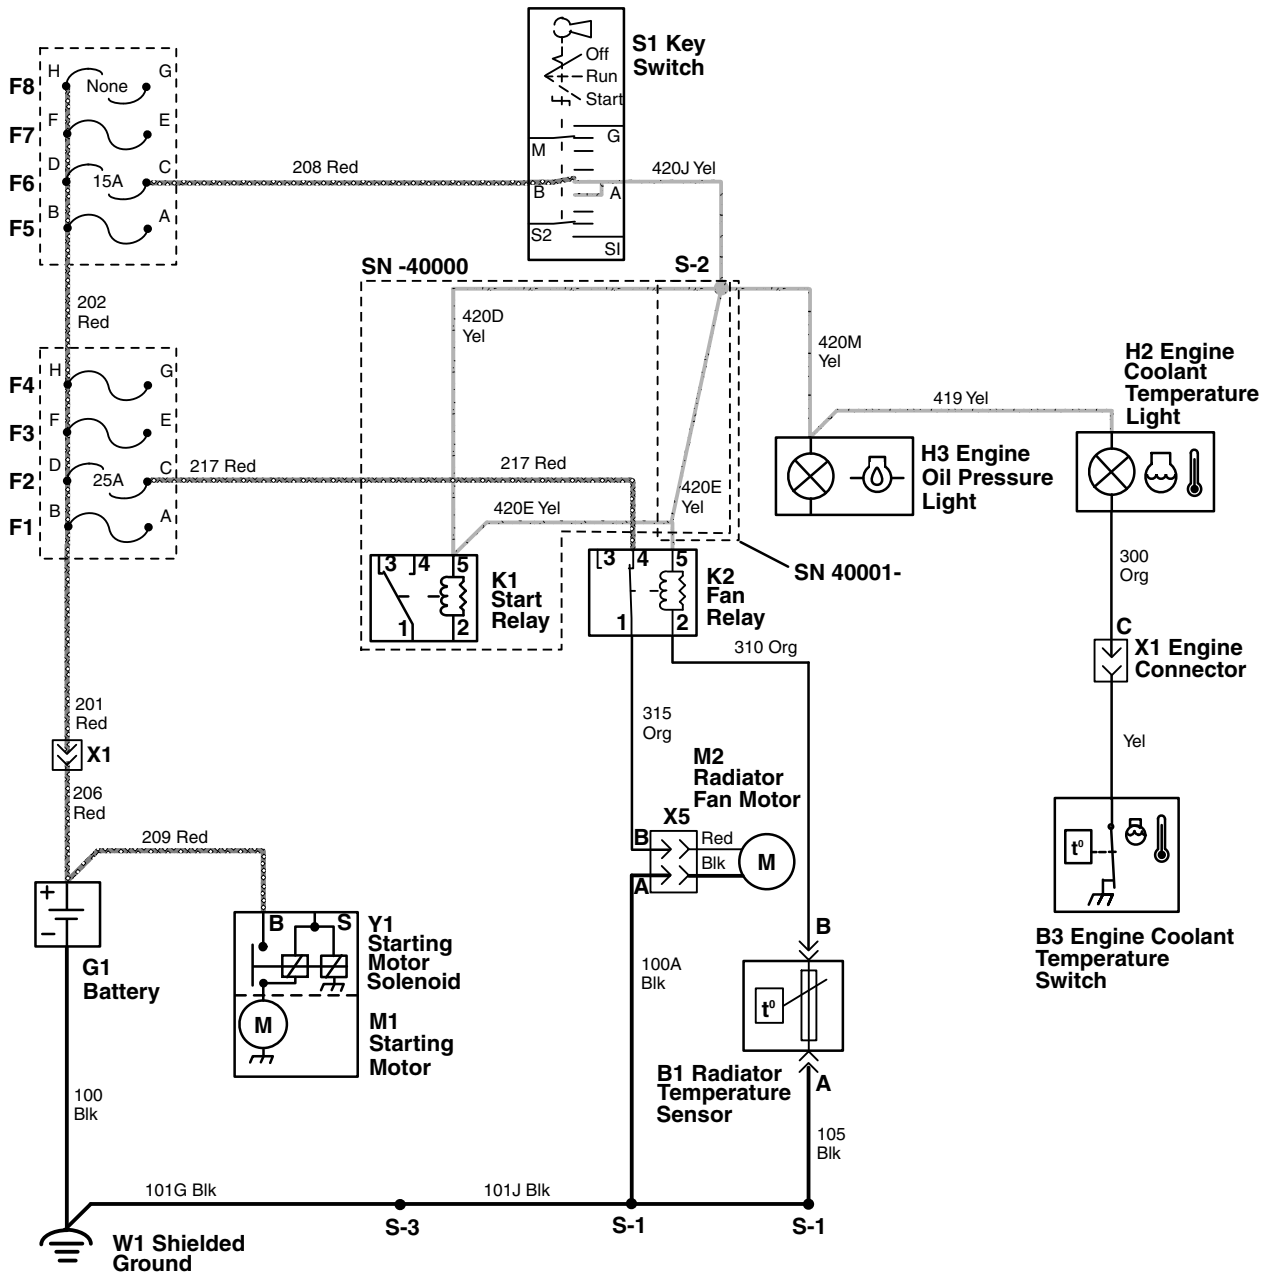 S1 Key
Switch
Off
Run
Start
G
M
B
A
S2
SI
F8
H
None
G
F7
F
E
F6
D
15A
C
F5
B
A
208 Red
420J Yel
202
Red
SN -40000
S-2
420D
Yel
420M
Yel
F4
H
G
F3
F
E
F2
D
25A
C
F1
B
A
217 Red
217 Red
420E Yel
420E
Yel
419 Yel
H2 Engine
Coolant
Temperature
Light
H3 Engine
Oil Pressure
Light
SN 40001-
3
4
5
1
2
K1
Start
Relay
3
4
5
1
2
K2
Fan
Relay
300
Org
C
X1 Engine
Connector
Yel
310 Org
315
Org
201
Red
X1
206
Red
209 Red
M2
Radiator
Fan Motor
X5
B
Red
Blk
A
M
t⁰
B3 Engine Coolant
Temperature
Switch
+
−
G1
Battery
B
S
Y1
Starting
Motor
Solenoid
M
M1
Starting
Motor
100A
Blk
B
t⁰
A
B1 Radiator
Temperature
Sensor
100
Blk
105
Blk
101G Blk
101J Blk
S-3
S-1
S-1
W1 Shielded
Ground